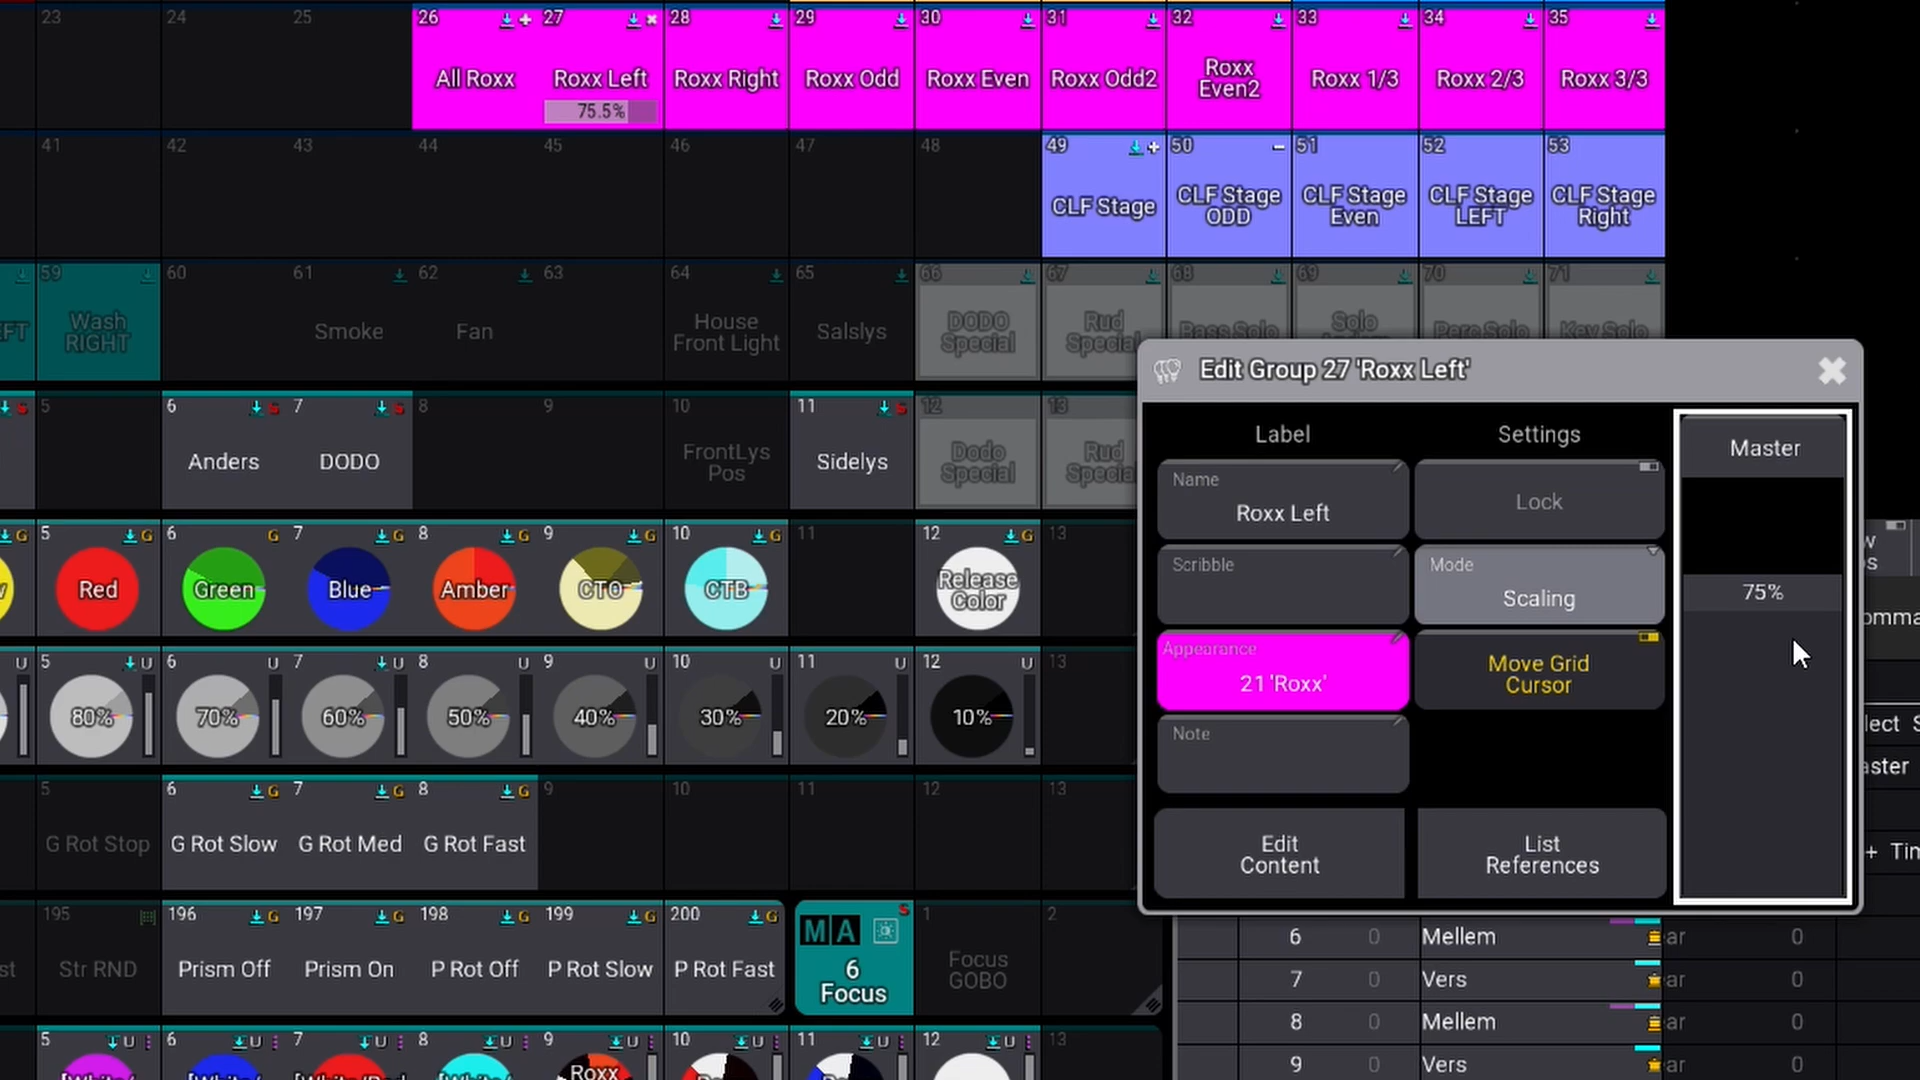 23 24 25 26 27 28 29 30 31 32 33 34 35
All Roxx Roxx Left Roxx Right Roxx Odd Roxx Even Roxx Odd2 Roxx Even2 Roxx 1/3 Roxx 2/3 Roxx 3/3
75.5%
41 42 43 44 45 46 47 48 49 50 51 52 53
CLF Stage CLF Stage ODD CLF Stage Even CLF Stage LEFT CLF Stage Right
59 60 61 62 63 64 65 66 67 68 69 70 71
Wash RIGHT Smoke Fan House Front Light Salslys DODO Special Rud Special Bass Solo Solo Perc Solo Key Solo
Edit Group 27 'Roxx Left'
5 6 7 8 9 10 11 12 13
Anders DODO FrontLys Pos Sidelys Dodo Special Rud Special
Label Settings Master
Name
Roxx Left
Lock
Scribble
Mode
Scaling
75%
Appearance
21 'Roxx'
Move Grid Cursor
Note
Edit Content
List References
5 6 7 8 9 10 11 12 13
Red Green Blue Amber CTO CTB Release Color
5 6 7 8 9 10 11 12 13
80% 70% 60% 50% 40% 30% 20% 10%
5 6 7 8 9 10 11 12 13
G Rot Stop G Rot Slow G Rot Med G Rot Fast
195 196 197 198 199 200 MA 1 2
Str RND Prism Off Prism On P Rot Off P Rot Slow P Rot Fast 6 Focus Focus GOBO
6 0 Mellem 0
7 0 Vers 0
8 0 Mellem 0
9 0 Vers 0
5 6 7 8 9 10 11 12 13
Roxx